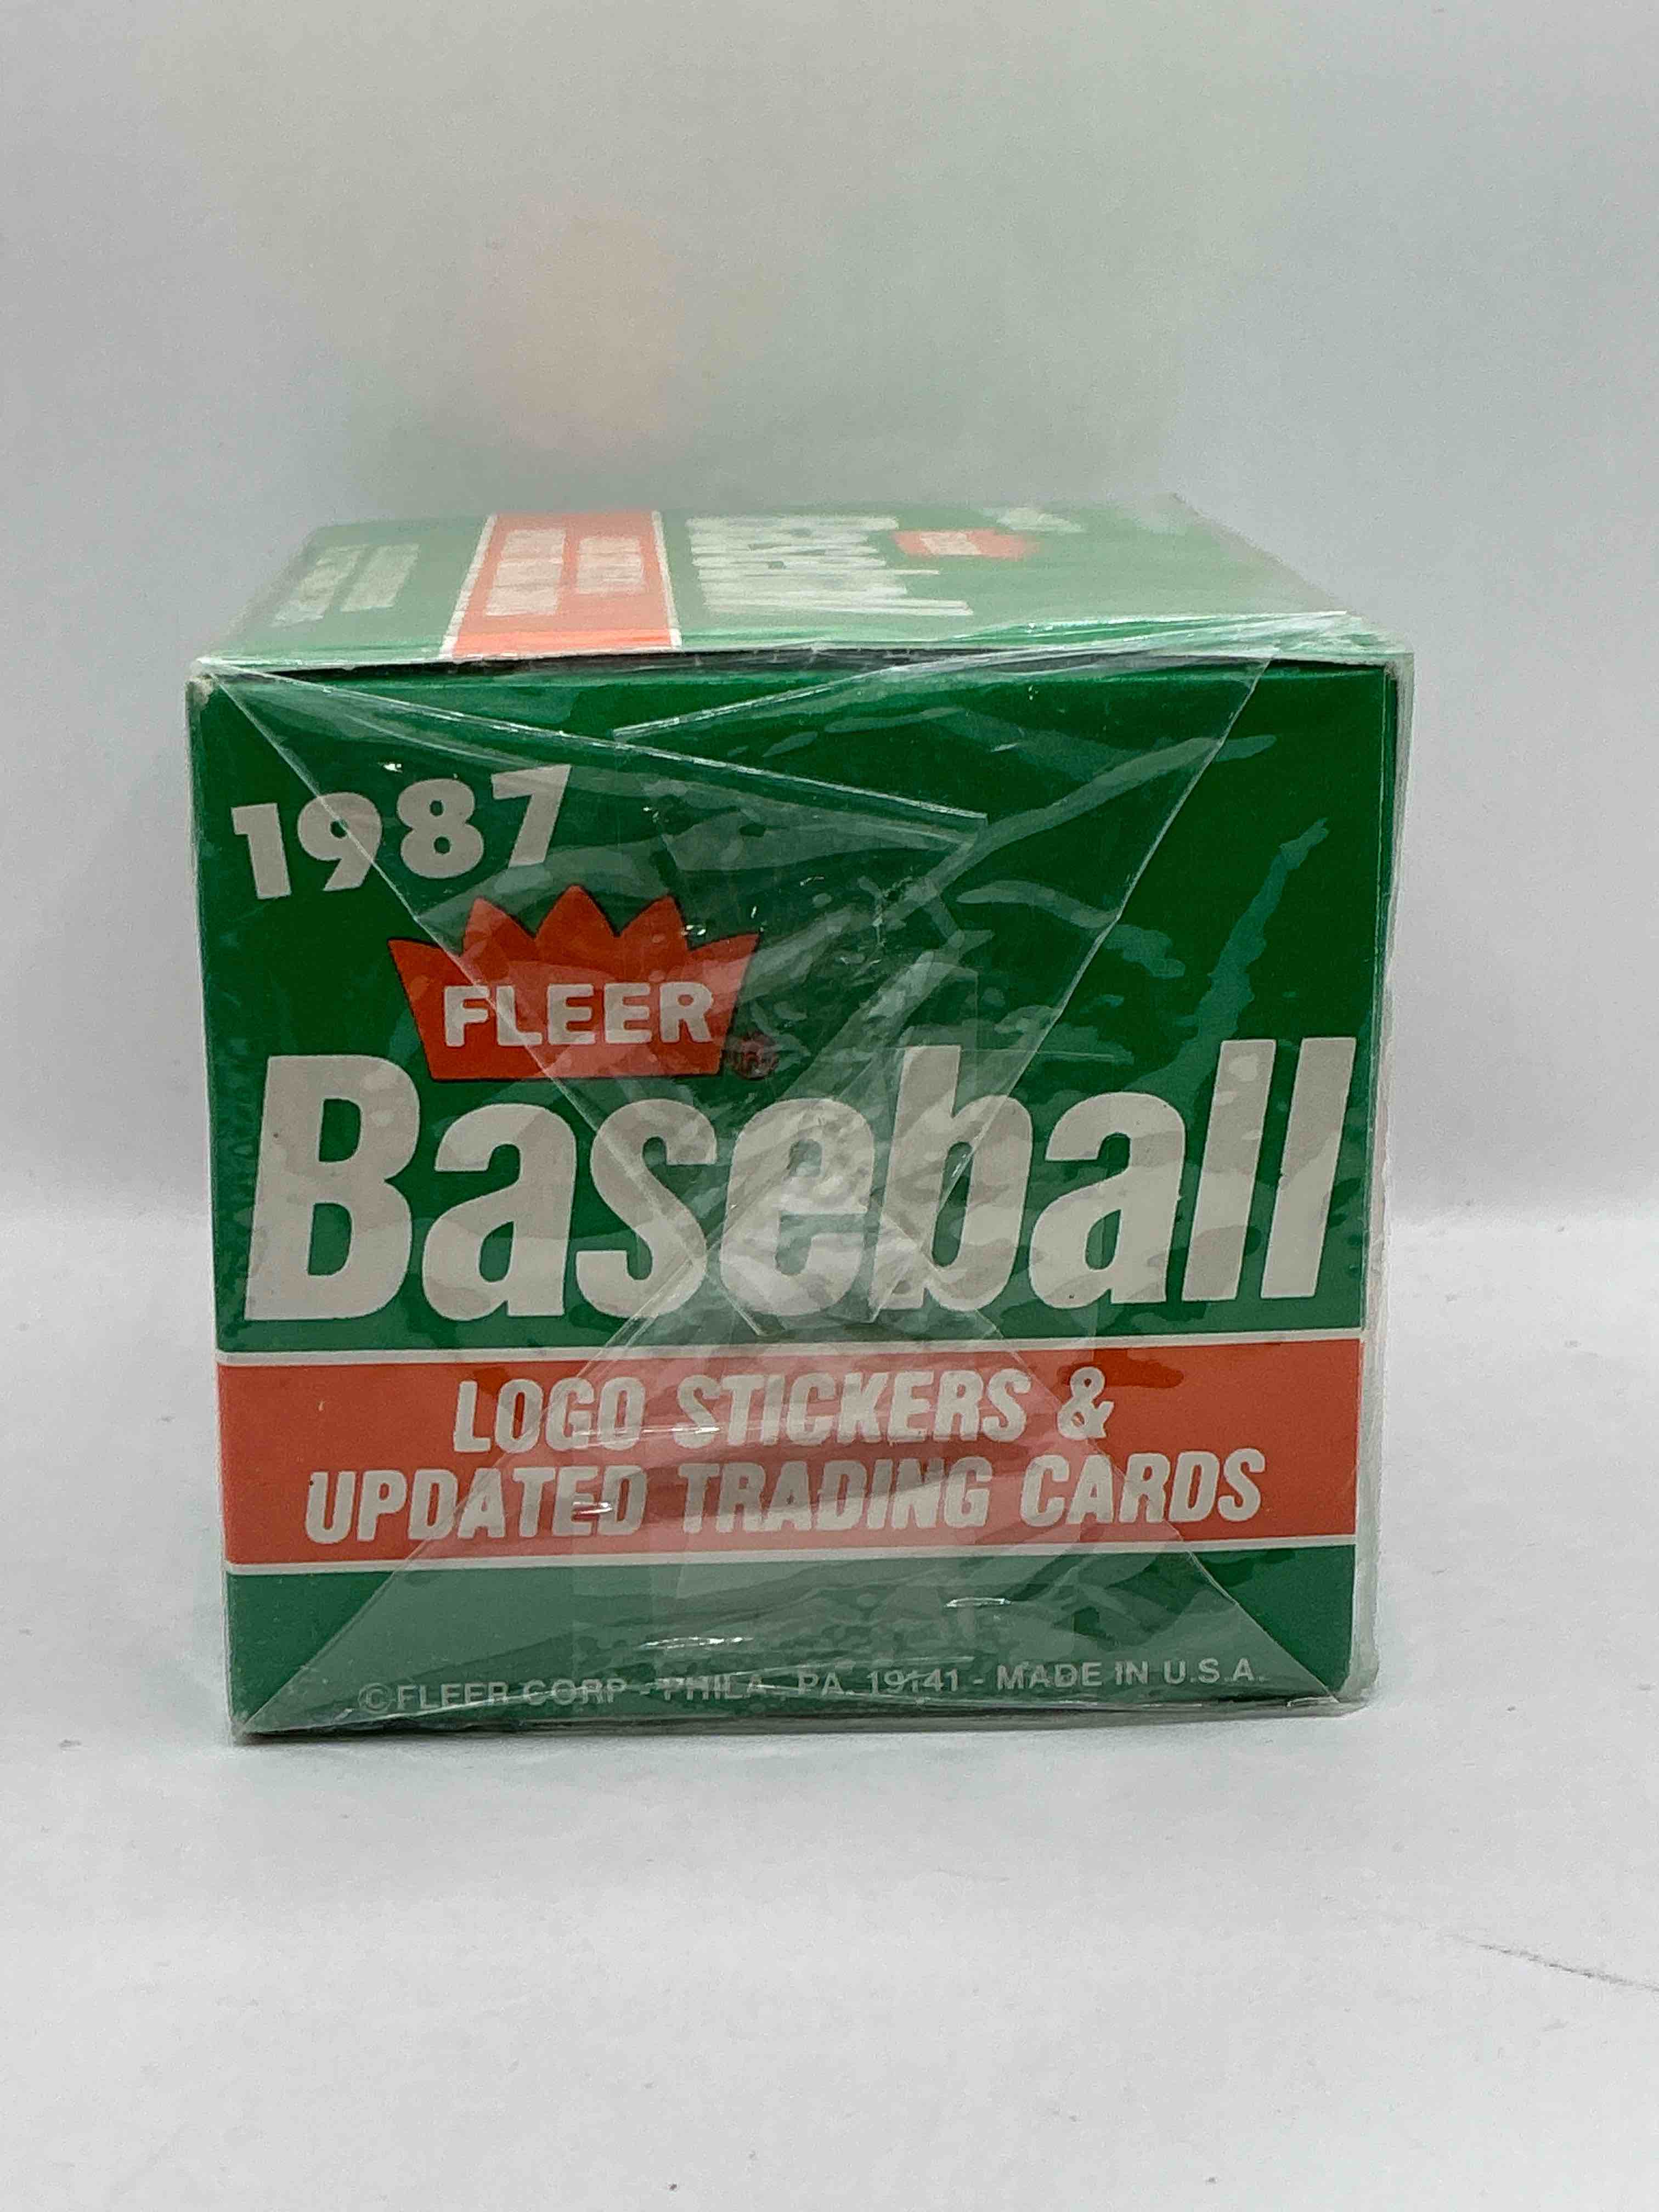 1987
FLEER
Baseball
LOGO STICKERS &
UPDATED TRADING CARDS
© FLEER CORP - PHILA., PA. 19141 - MADE IN U.S.A.